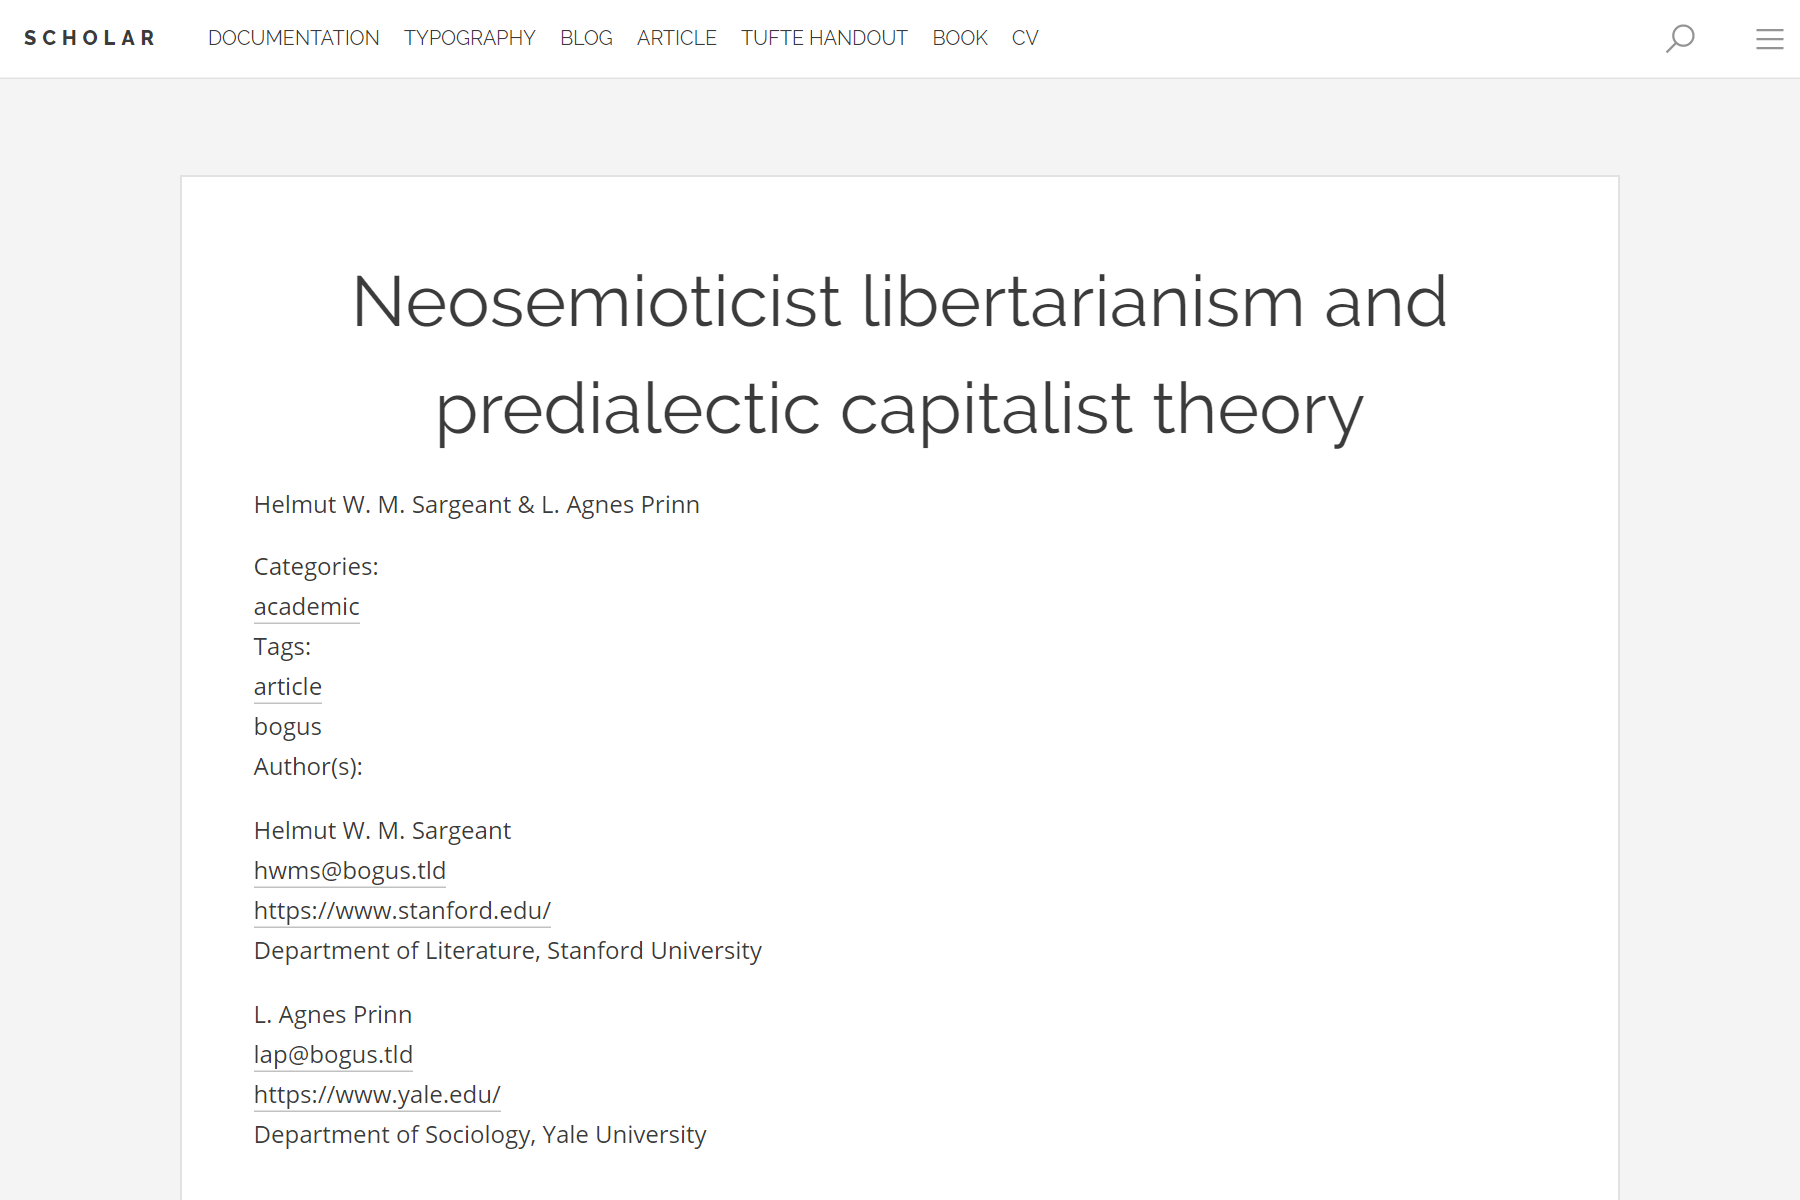 SCHOLAR DOCUMENTATION TYPOGRAPHY BLOG ARTICLE TUFTE HANDOUT BOOK CV
Neosemioticist libertarianism and
predialectic capitalist theory
Helmut W. M. Sargeant & L. Agnes Prinn
Categories:
academic
Tags:
article
bogus
Author(s):
Helmut W. M. Sargeant
hwms@bogus.tld
https://www.stanford.edu/
Department of Literature, Stanford University
L. Agnes Prinn
lap@bogus.tld
https://www.yale.edu/
Department of Sociology, Yale University